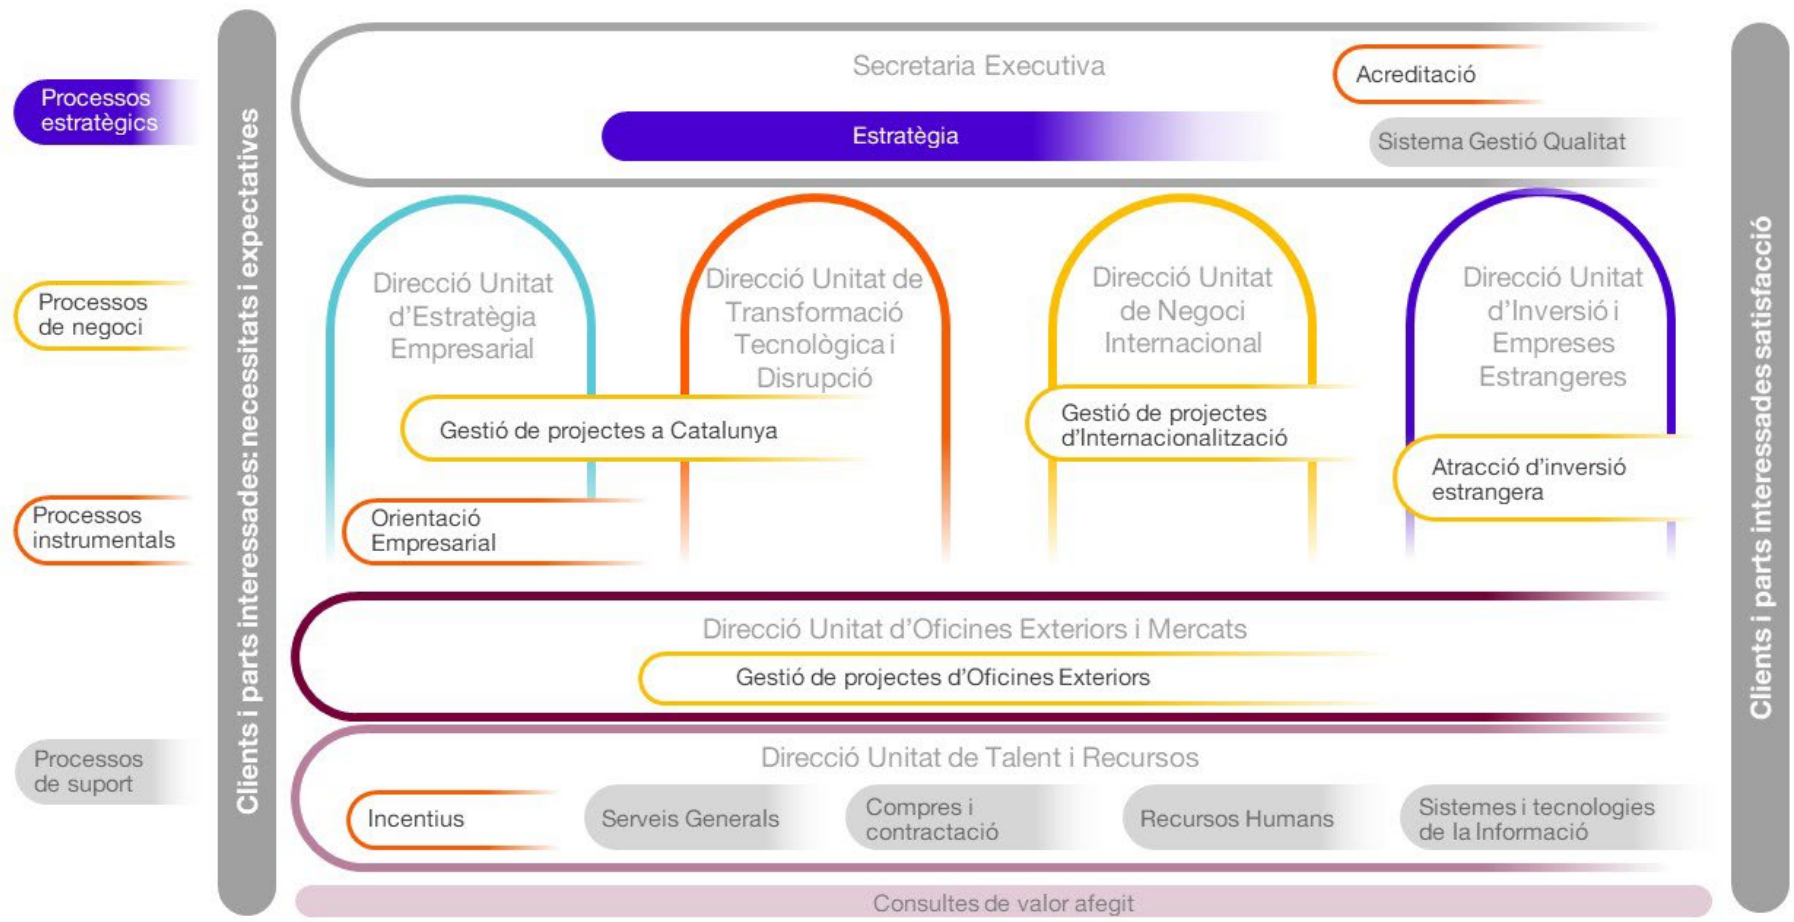 Processos
estratègics
Processos
de negoci
Processos
instrumentals
Processos
de suport
Clients i parts interessades: necessitats i expectatives
Secretaria Executiva
Acreditació
Estratègia
Sistema Gestió Qualitat
Direcció Unitat
d'Estratègia
Empresarial
Direcció Unitat de
Transformació
Tecnològica i
Disrupció
Direcció Unitat
de Negoci
Internacional
Direcció Unitat
d'Inversió i
Empreses
Estrangeres
Gestió de projectes a Catalunya
Gestió de projectes
d'Internacionalització
Atracció d'inversió
estrangera
Orientació
Empresarial
Direcció Unitat d'Oficines Exteriors i Mercats
Gestió de projectes d'Oficines Exteriors
Direcció Unitat de Talent i Recursos
Incentius
Serveis Generals
Compres i
contractació
Recursos Humans
Sistemes i tecnologies
de la Informació
Consultes de valor afegit
Clients i parts interessades satisfacció